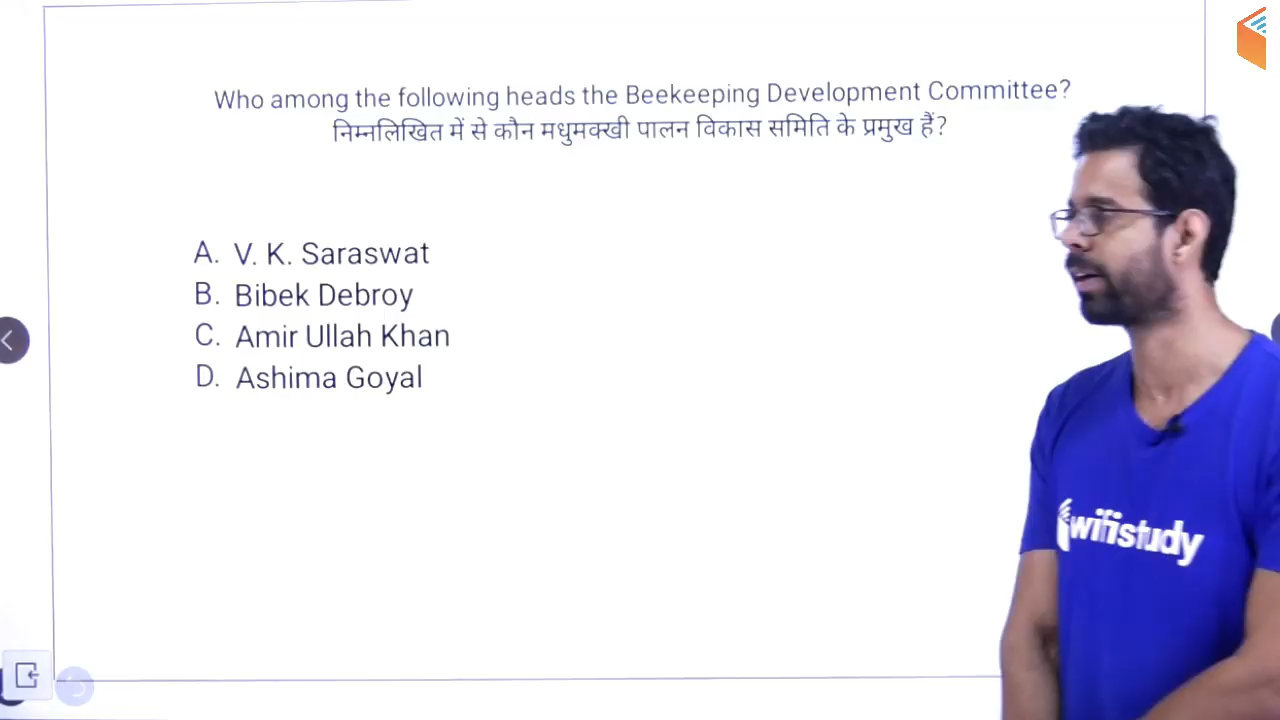 Who among the following heads the Beekeeping Development Committee?
निम्नलिखित में से कौन मधुमक्खी पालन विकास समिति के प्रमुख हैं?
A. V. K. Saraswat
B. Bibek Debroy
C. Amir Ullah Khan
D. Ashima Goyal
wifistudy